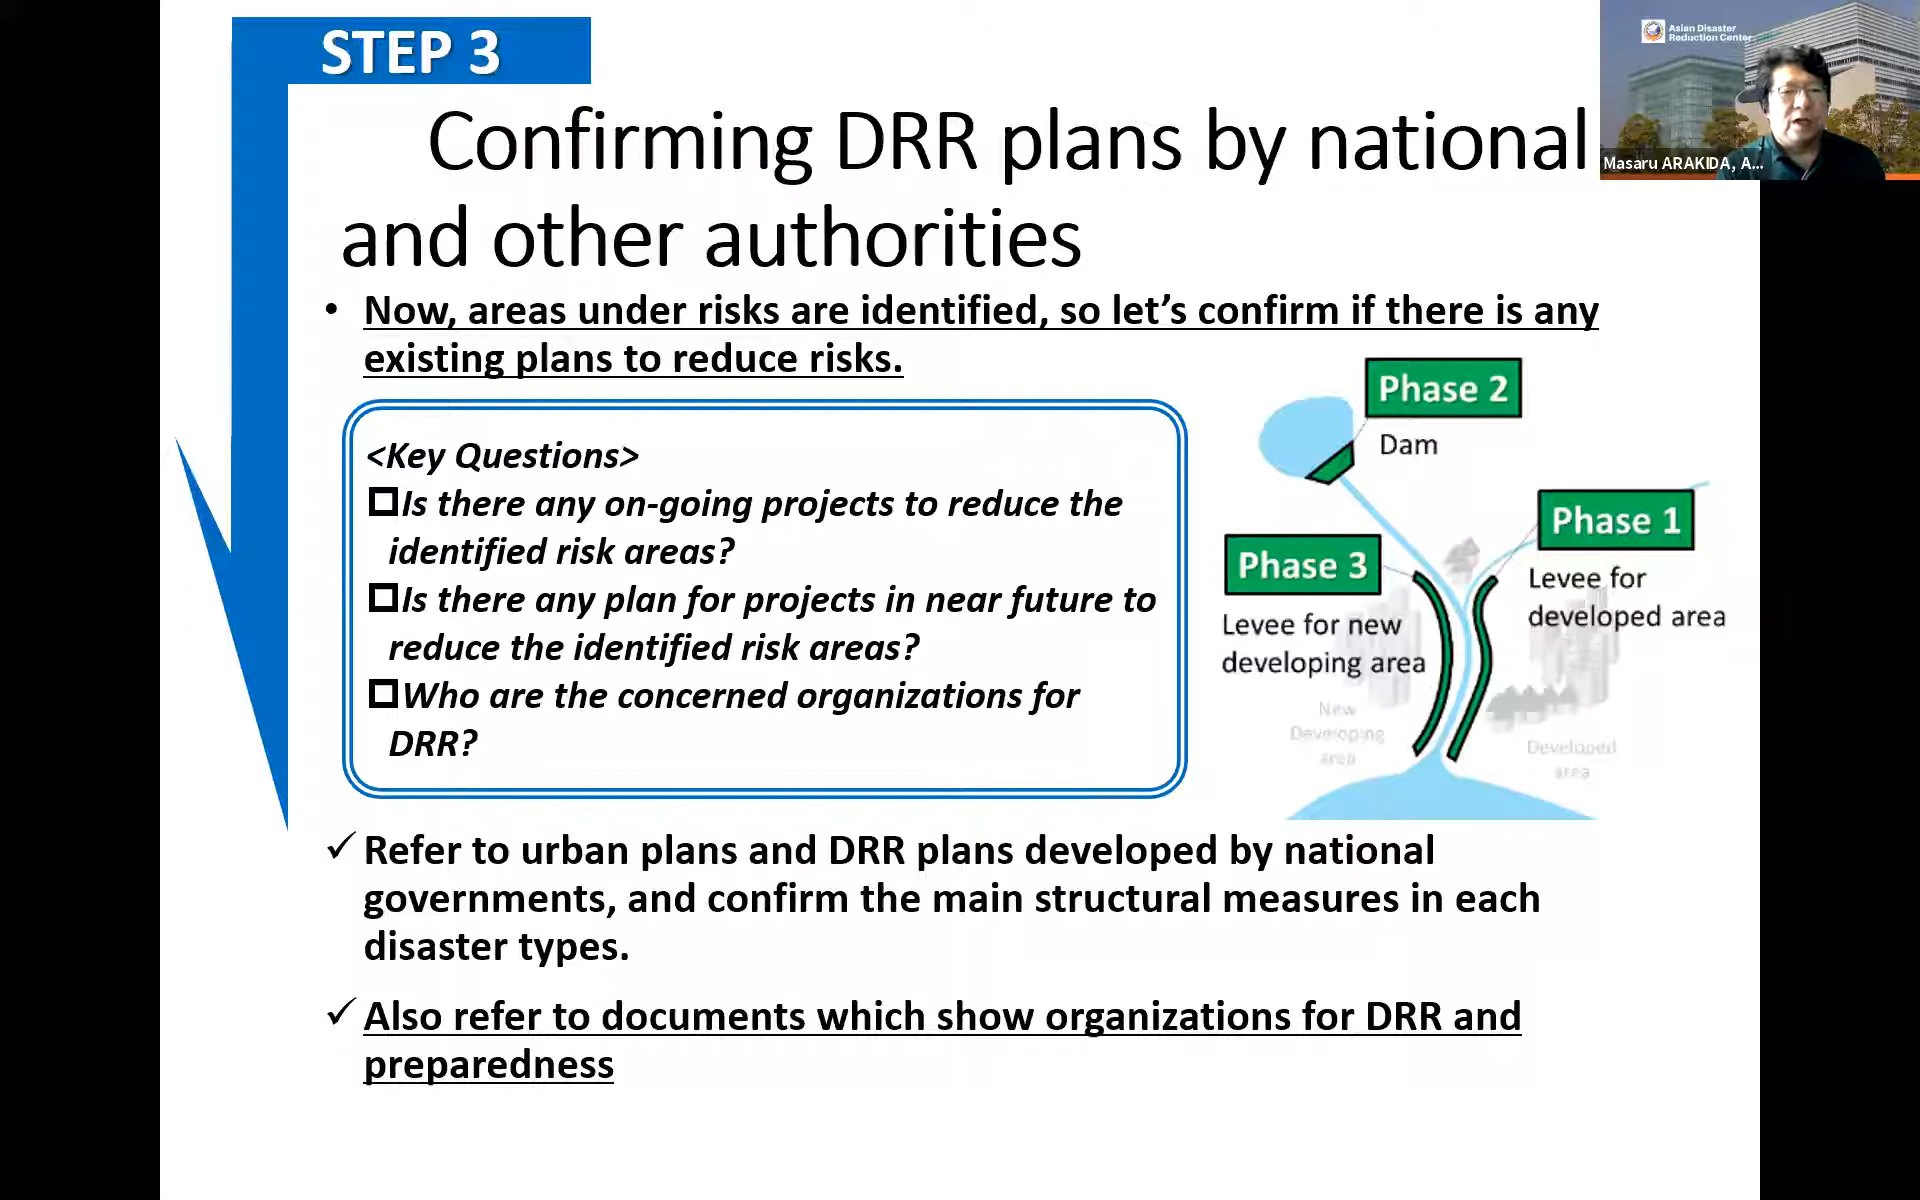 STEP 3
Asian Disaster
Reduction Center
Masaru ARAKIDA, A...
Confirming DRR plans by national
and other authorities
• Now, areas under risks are identified, so let’s confirm if there is any
existing plans to reduce risks.
<Key Questions>
□Is there any on-going projects to reduce the
identified risk areas?
□Is there any plan for projects in near future to
reduce the identified risk areas?
□Who are the concerned organizations for
DRR?
Phase 2
Dam
Phase 1
Levee for
developed area
Phase 3
Levee for new
developing area
New
Developing
area
Developed
area
✓ Refer to urban plans and DRR plans developed by national
governments, and confirm the main structural measures in each
disaster types.
✓ Also refer to documents which show organizations for DRR and
preparedness